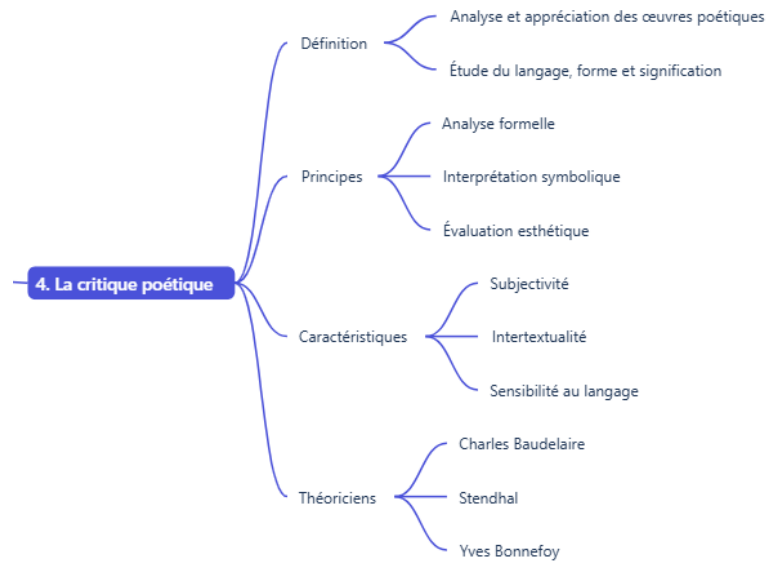 4. La critique poétique
Définition
Analyse et appréciation des œuvres poétiques
Étude du langage, forme et signification
Principes
Analyse formelle
Interprétation symbolique
Évaluation esthétique
Caractéristiques
Subjectivité
Intertextualité
Sensibilité au langage
Théoriciens
Charles Baudelaire
Stendhal
Yves Bonnefoy